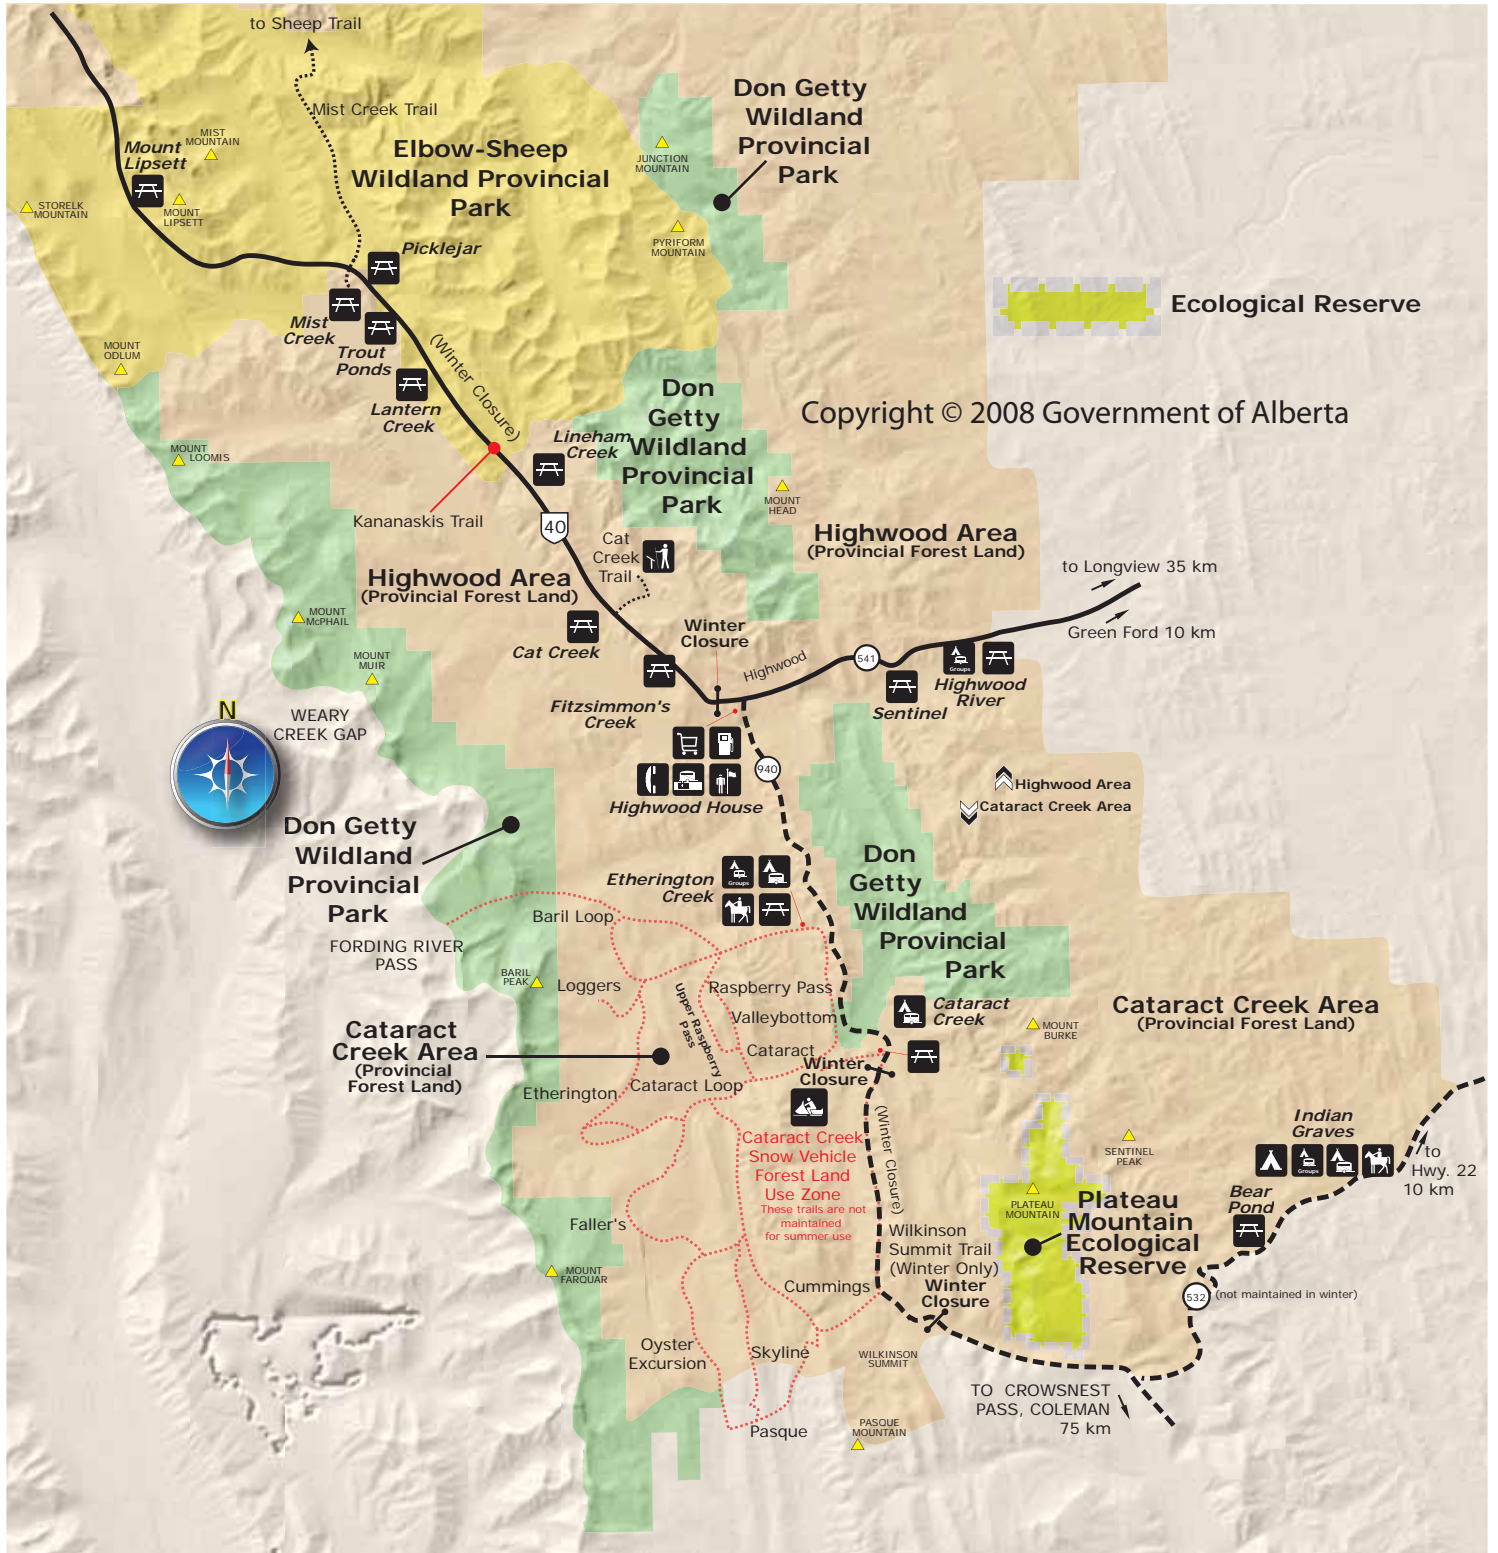 to Sheep Trail
Mist Creek Trail
Don Getty
Wildland
Provincial
Park
MIST
MOUNTAIN
Mount
Lipsett
Elbow-Sheep
Wildland Provincial
Park
JUNCTION
MOUNTAIN
STORELK
MOUNTAIN
MOUNT
LIPSETT
Picklejar
PYRIFORM
MOUNTAIN
Ecological Reserve
Mist
Creek
Trout
Ponds
(Winter Closure)
MOUNT
ODLUM
Lantern
Creek
Don
Getty
Wildland
Provincial
Park
Copyright © 2008 Government of Alberta
Lineham
Creek
MOUNT
LOOMIS
MOUNT
HEAD
Kananaskis Trail
40
Cat
Creek
Trail
Highwood Area
(Provincial Forest Land)
Highwood Area
(Provincial Forest Land)
to Longview 35 km
Green Ford 10 km
MOUNT
McPHAIL
Winter
Closure
Cat Creek
MOUNT
MUIR
Highwood
541
Groups
Highwood
River
Sentinel
Fitzsimmon's
Creek
N
WEARY
CREEK GAP
940
Highwood House
Highwood Area
Cataract Creek Area
Don Getty
Wildland
Provincial
Park
Don
Getty
Wildland
Provincial
Park
Etherington
Creek
Groups
Baril Loop
FORDING RIVER
PASS
BARIL
PEAK
Loggers
Upper Raspberry
Pass
Raspberry Pass
Valleybottom
Cataract
Cataract
Creek
MOUNT
BURKE
Cataract Creek Area
(Provincial Forest Land)
Cataract
Creek Area
(Provincial
Forest Land)
Winter
Closure
Etherington
Cataract Loop
Cataract Creek
Snow Vehicle
Forest Land
Use Zone
These trails are not
maintained
for summer use
(Winter Closure)
SENTINEL
PEAK
Indian
Graves
Groups
to
Hwy. 22
10 km
Bear
Pond
PLATEAU
MOUNTAIN
Plateau
Mountain
Ecological
Reserve
Faller's
Wilkinson
Summit Trail
(Winter Only)
MOUNT
FARQUAR
Cummings
Winter
Closure
532
(not maintained in winter)
Oyster
Excursion
Skyline
WILKINSON
SUMMIT
TO CROWSNEST
PASS, COLEMAN
75 km
Pasque
PASQUE
MOUNTAIN